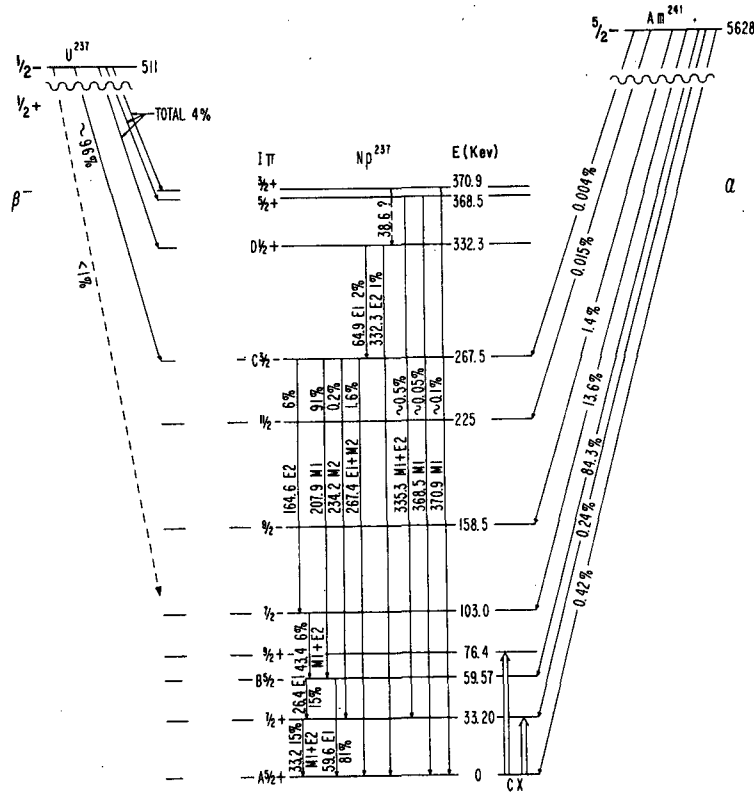 U²³⁷
Am²⁴¹
1/2− 511
5/2− 5628
1/2+
TOTAL 4%
Iπ Np²³⁷ E (Kev)
3/2+ 370.9
5/2+ 368.5
~96%
0.004%
β−
α
38.6 ?
D1/2+ 332.3
0.015%
<1%
64.9 E1 2%
332.3 E2 1%
1.4%
C3/2− 267.5
6%
91%
0.2%
1.6%
~0.5%
~0.05%
~0.1%
13.6%
11/2− 225
84.3%
164.6 E2
207.9 M1
234.2 M2
267.4 E1+M2
335.3 M1+E2
368.5 M1
370.9 M1
0.24%
9/2− 158.5
0.42%
7/2− 103.0
43.4 6%
M1+E2
9/2+ 76.4
B5/2− 59.57
26.4 E1
15%
7/2+ 33.20
33.2 15%
M1+E2
59.6 E1
81%
A5/2+ 0
CX